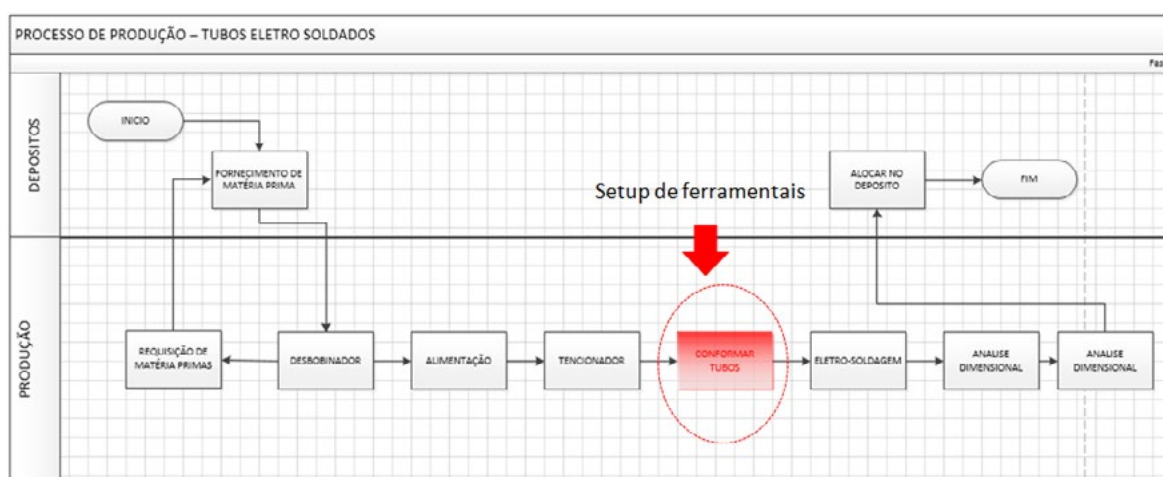 PROCESSO DE PRODUÇÃO – TUBOS ELETRO SOLDADOS
Fas
DEPOSITOS
INICIO
FORNECIMENTO DE
MATÉRIA PRIMA
Setup de ferramentais
ALOCAR NO
DEPOSITO
FIM
PRODUÇÃO
REQUISIÇÃO DE
MATÉRIA PRIMAS
DESBOBINADOR
ALIMENTAÇÃO
TENCIONADOR
CONFORMAR
TUBOS
ELETRO-SOLDAGEM
ANALISE
DIMENSIONAL
ANALISE
DIMENSIONAL